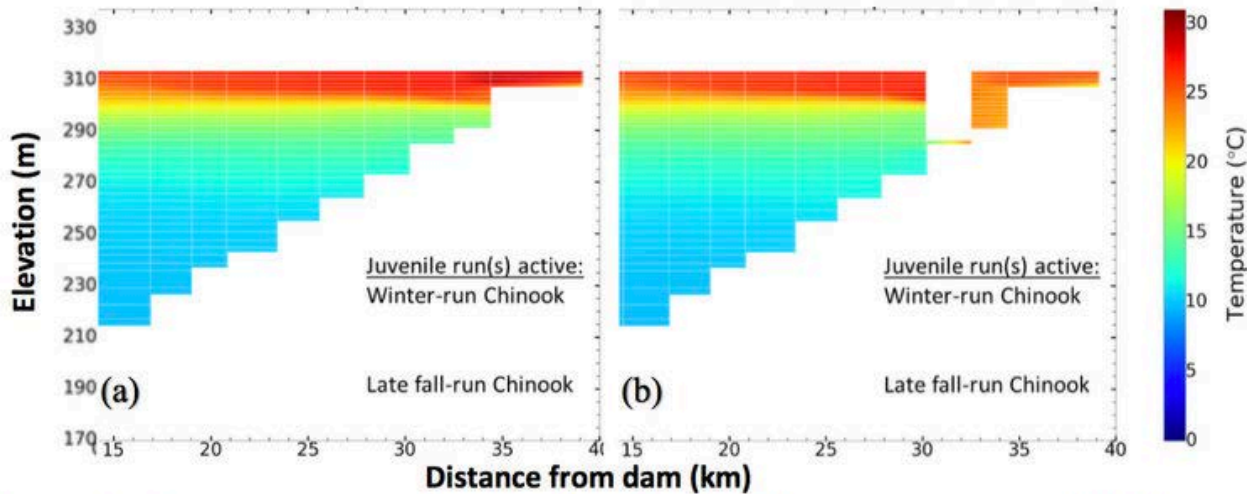 330
310
290
270
250
230
210
190
170
Elevation (m)
Juvenile run(s) active:
Winter-run Chinook
Late fall-run Chinook
(a)
15 20 25 30 35 40
Juvenile run(s) active:
Winter-run Chinook
Late fall-run Chinook
(b)
15 20 25 30 35 40
Distance from dam (km)
30
25
20
15
10
5
0
Temperature (°C)